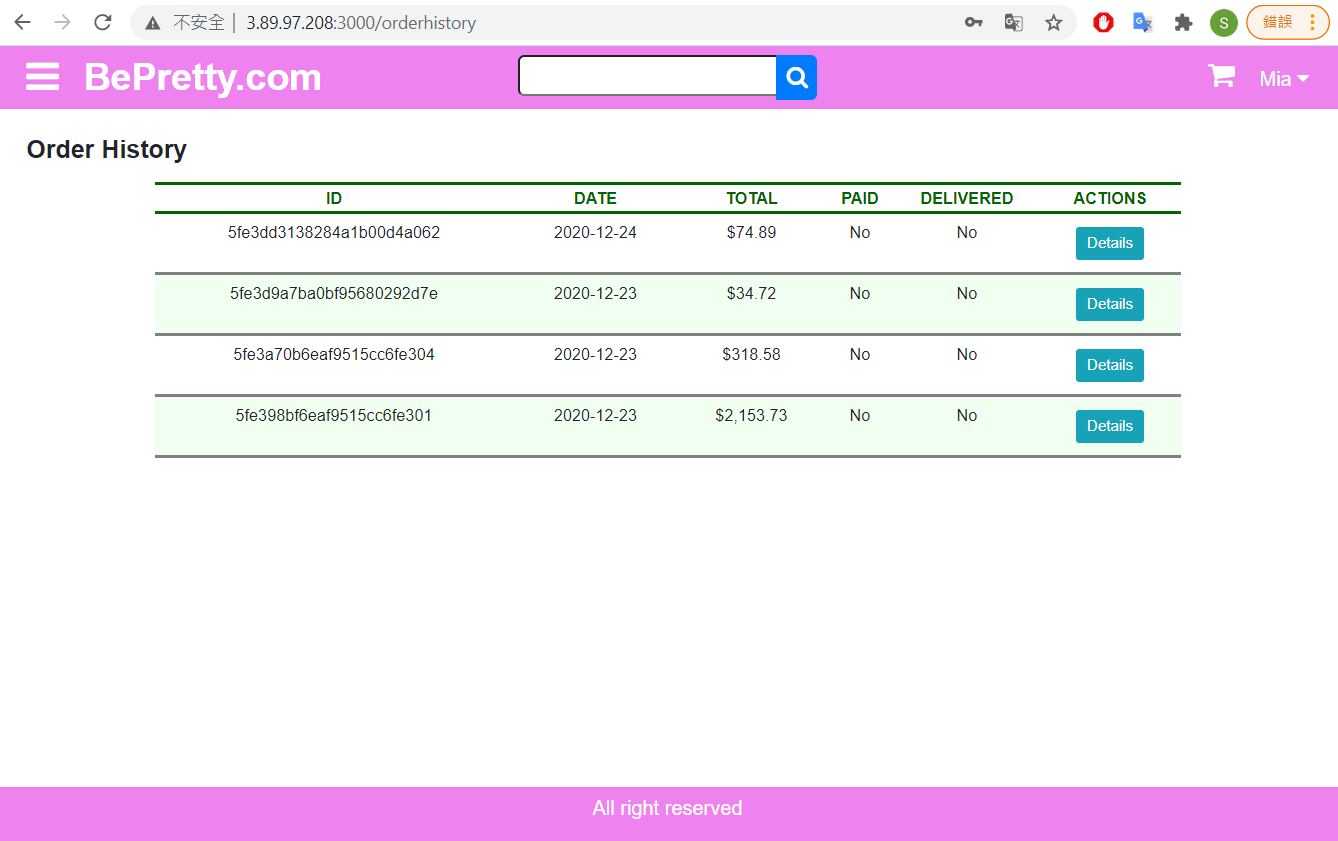 不安全 3.89.97.208:3000/orderhistory S 錯誤
BePretty.com Mia
Order History
ID DATE TOTAL PAID DELIVERED ACTIONS
5fe3dd3138284a1b00d4a062 2020-12-24 $74.89 No No Details
5fe3d9a7ba0bf95680292d7e 2020-12-23 $34.72 No No Details
5fe3a70b6eaf9515cc6fe304 2020-12-23 $318.58 No No Details
5fe398bf6eaf9515cc6fe301 2020-12-23 $2,153.73 No No Details
All right reserved